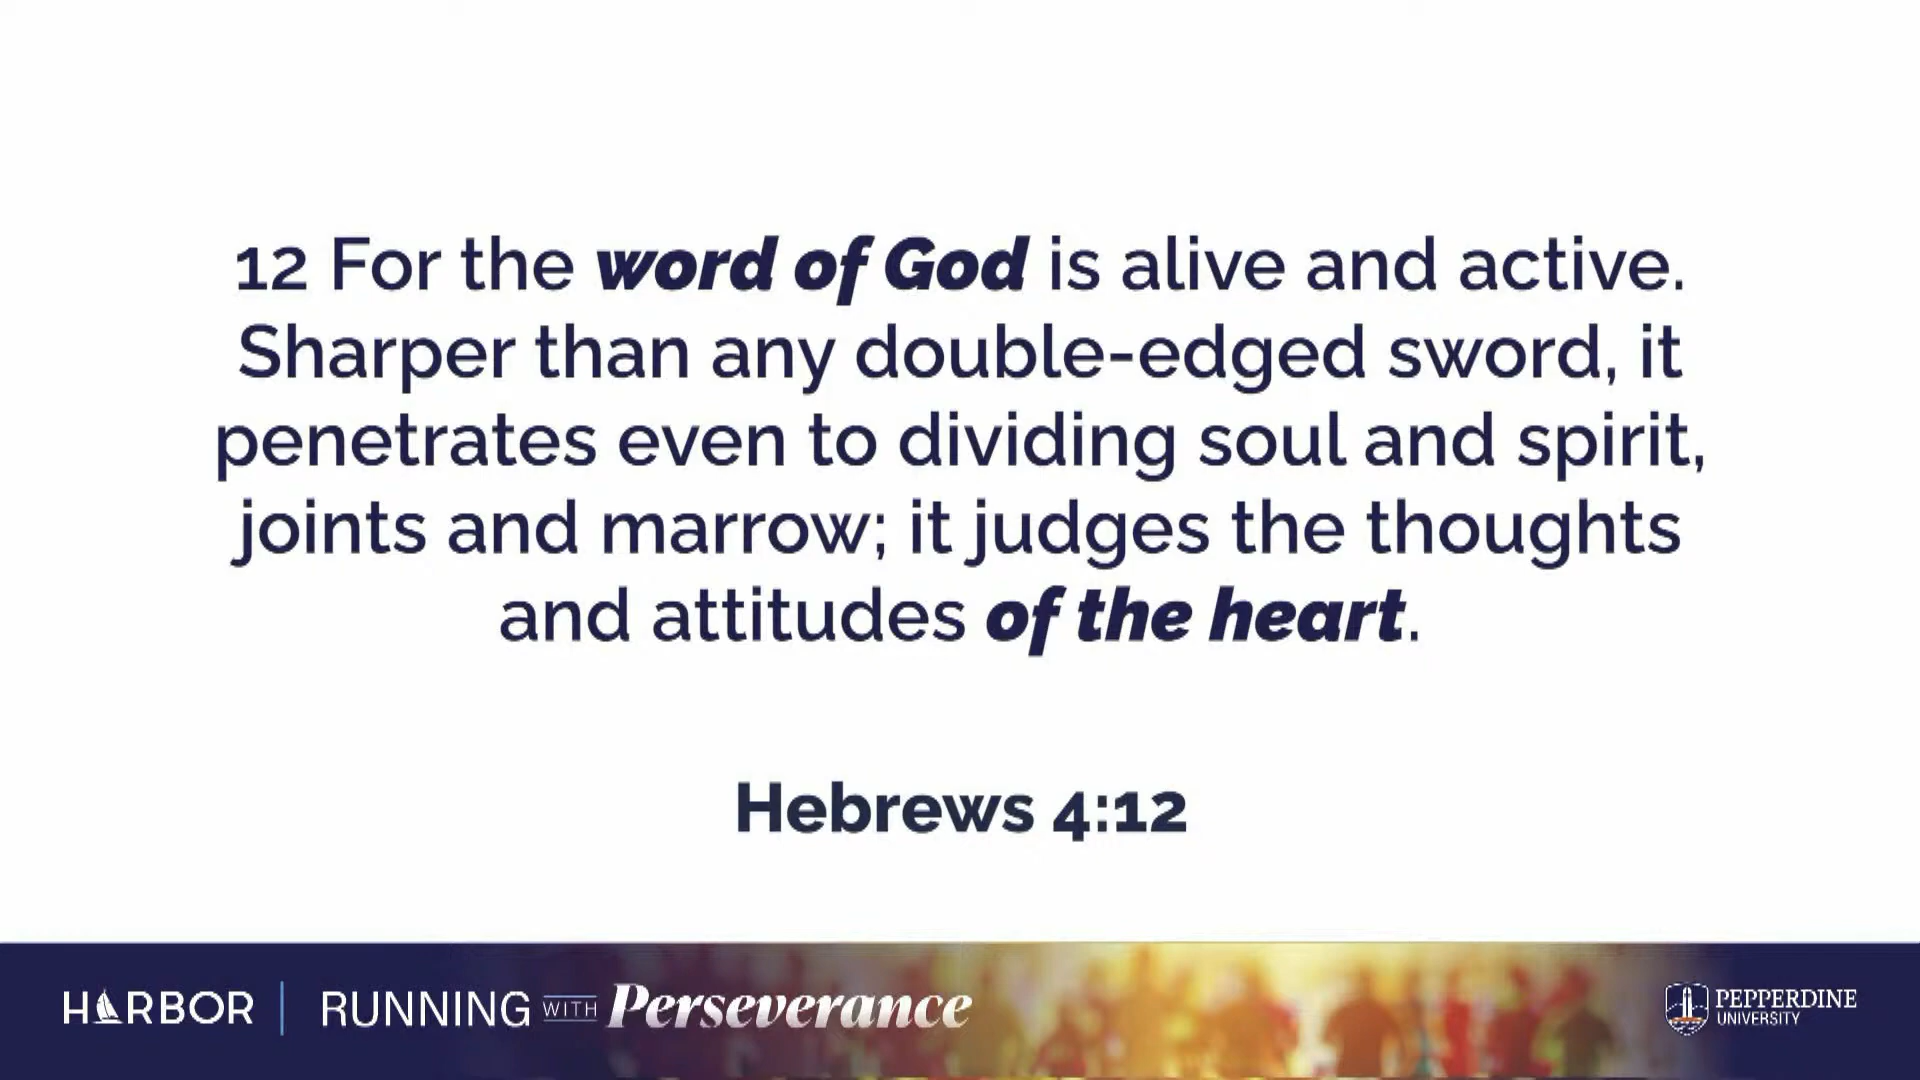 12 For the word of God is alive and active.
Sharper than any double-edged sword, it
penetrates even to dividing soul and spirit,
joints and marrow; it judges the thoughts
and attitudes of the heart.
Hebrews 4:12
HARBOR | RUNNING WITH Perseverance
PEPPERDINE
UNIVERSITY